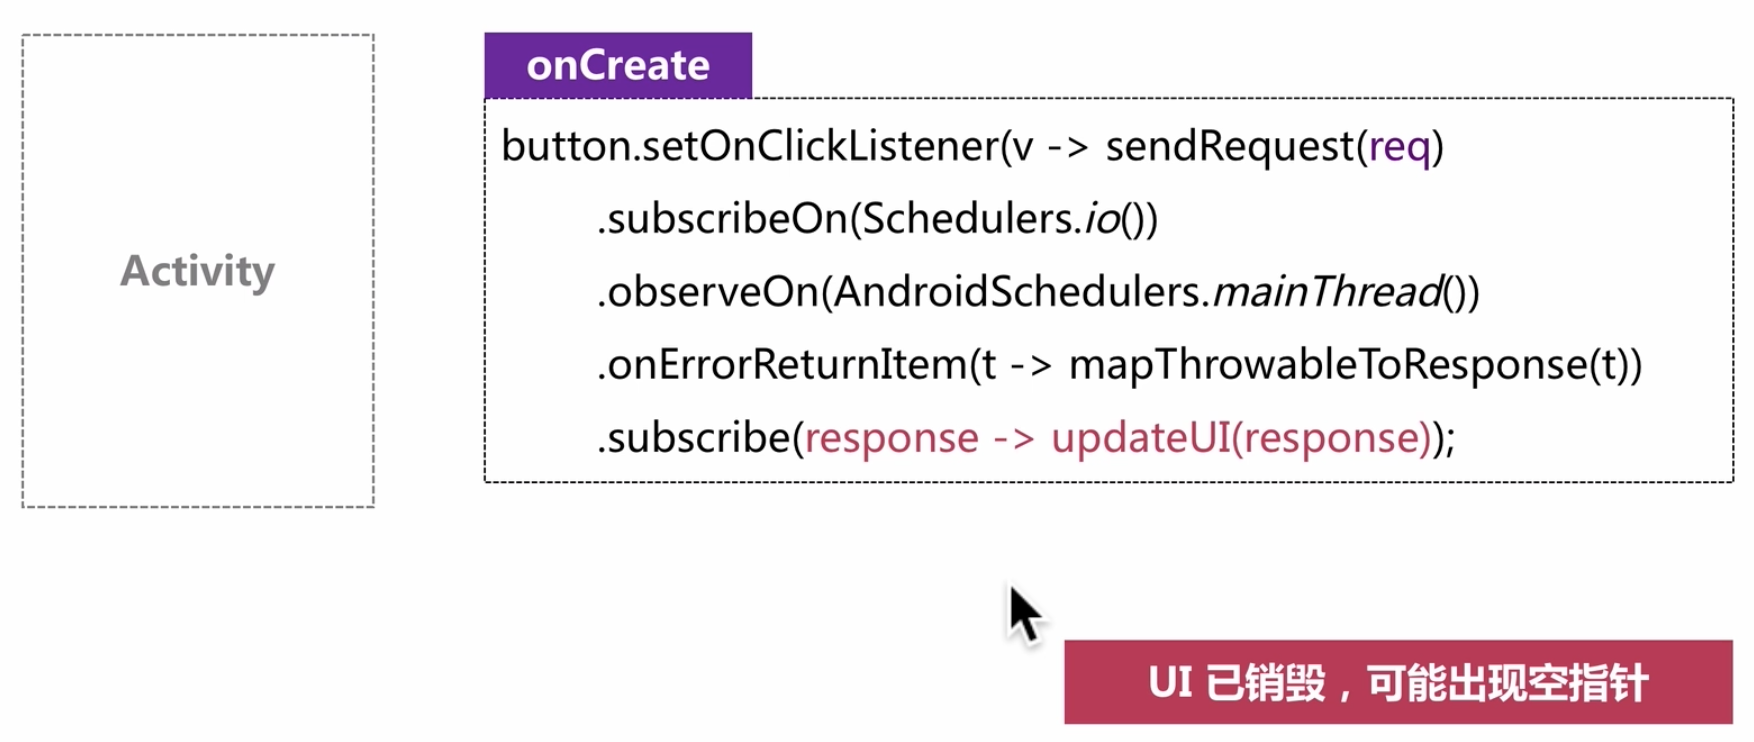 Activity
onCreate
button.setOnClickListener(v -> sendRequest(req)
.subscribeOn(Schedulers.io())
.observeOn(AndroidSchedulers.mainThread())
.onErrorReturnItem(t -> mapThrowableToResponse(t))
.subscribe(response -> updateUI(response));
UI 已销毁，可能出现空指针